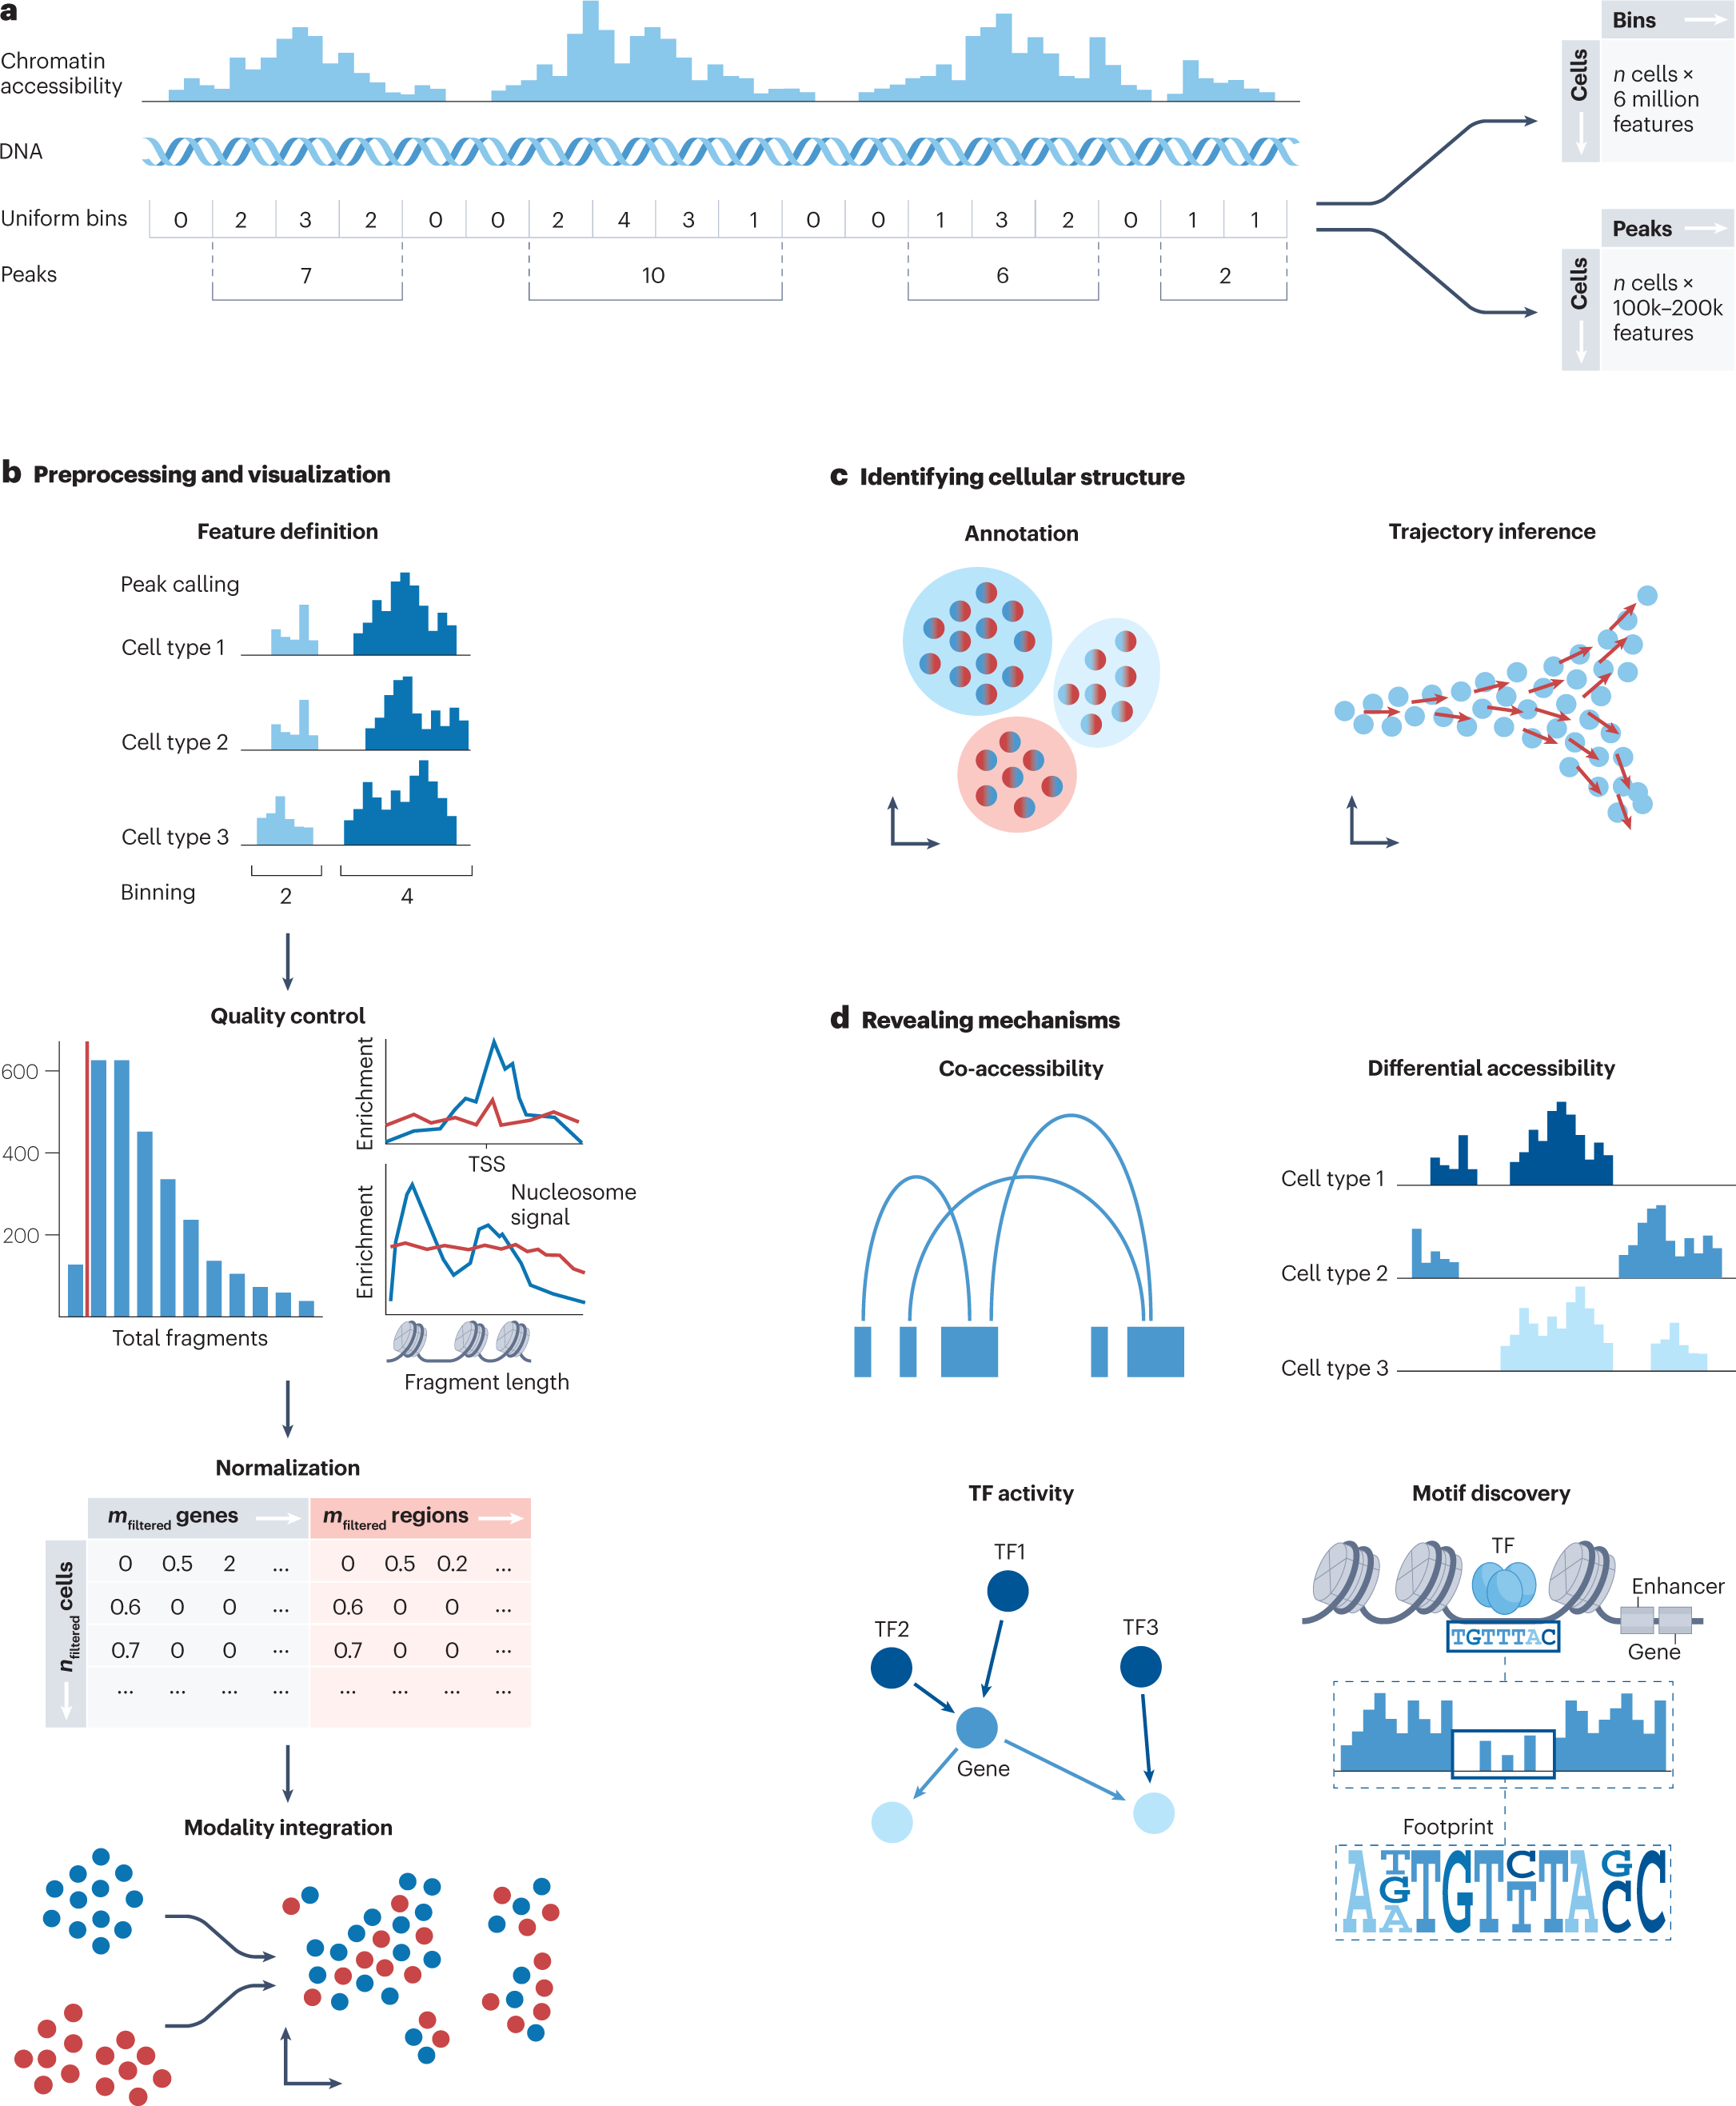 a
Chromatin
accessibility
DNA
Uniform bins
0 2 3 2 0 0 2 4 3 1 0 0 1 3 2 0 1 1
Peaks
7 10 6 2
Bins
Cells
n cells ×
6 million
features
Peaks
Cells
n cells ×
100k–200k
features
b Preprocessing and visualization
Feature definition
Peak calling
Cell type 1
Cell type 2
Cell type 3
Binning
2 4
Quality control
600
400
200
Total fragments
Enrichment
TSS
Enrichment
Nucleosome
signal
Fragment length
Normalization
mfiltered genes mfiltered regions
nfiltered cells
0 0.5 2 ... 0 0.5 0.2 ...
0.6 0 0 ... 0.6 0 0 ...
0.7 0 0 ... 0.7 0 0 ...
... ... ... ... ... ... ... ...
Modality integration
c Identifying cellular structure
Annotation
Trajectory inference
d Revealing mechanisms
Co-accessibility
Differential accessibility
Cell type 1
Cell type 2
Cell type 3
TF activity
TF1
TF2
TF3
Gene
Motif discovery
TF
Enhancer
TGTTTAC
Gene
Footprint
A T G A T G T C T T A G C C